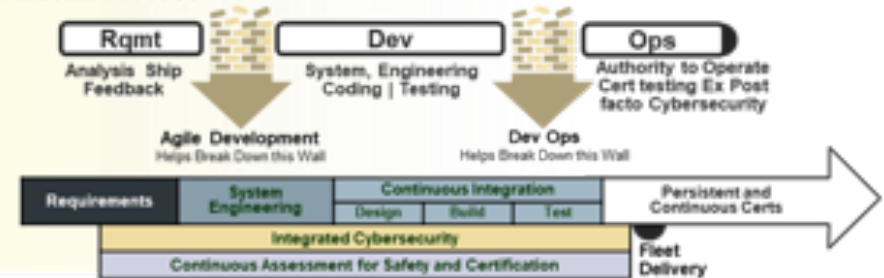 Rqmt
Dev
Ops
Analysis Ship
Feedback
System, Engineering
Coding | Testing
Authority to Operate
Cert testing Ex Post
facto Cybersecurity
Agile Development
Helps Break Down this Wall
Dev Ops
Helps Break Down this Wall
Requirements
System
Engineering
Continuous Integration
Design
Build
Test
Persistent and
Continuous Certs
Integrated Cybersecurity
Continuous Assessment for Safety and Certification
Fleet
Delivery